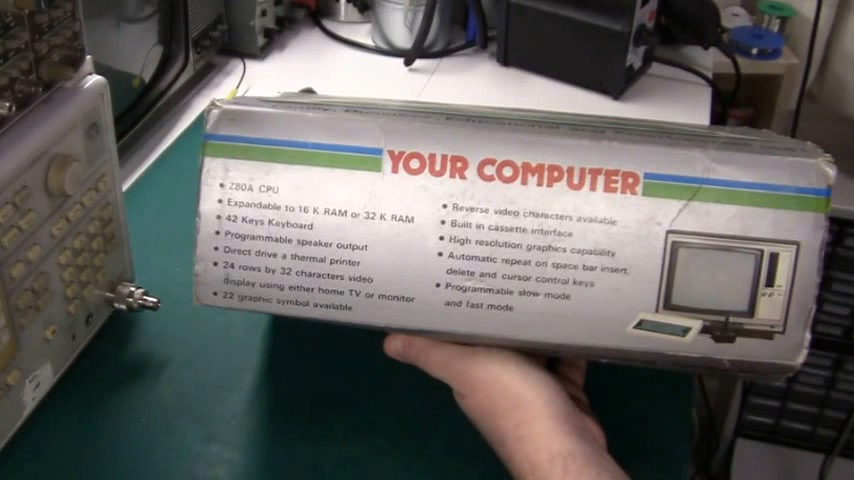 YOUR COMPUTER
• Z80A CPU
• Expandable to 16 K RAM or 32 K RAM
• 42 Keys Keyboard
• Programmable speaker output
• Direct drive a thermal printer
• 24 rows by 32 characters video
display using either home TV or monitor
• 22 graphic symbol available
• Reverse video characters available
• Built in cassette interface
• High resolution graphics capability
• Automatic repeat on space bar insert,
delete and cursor control keys
• Programmable slow mode
and fast mode